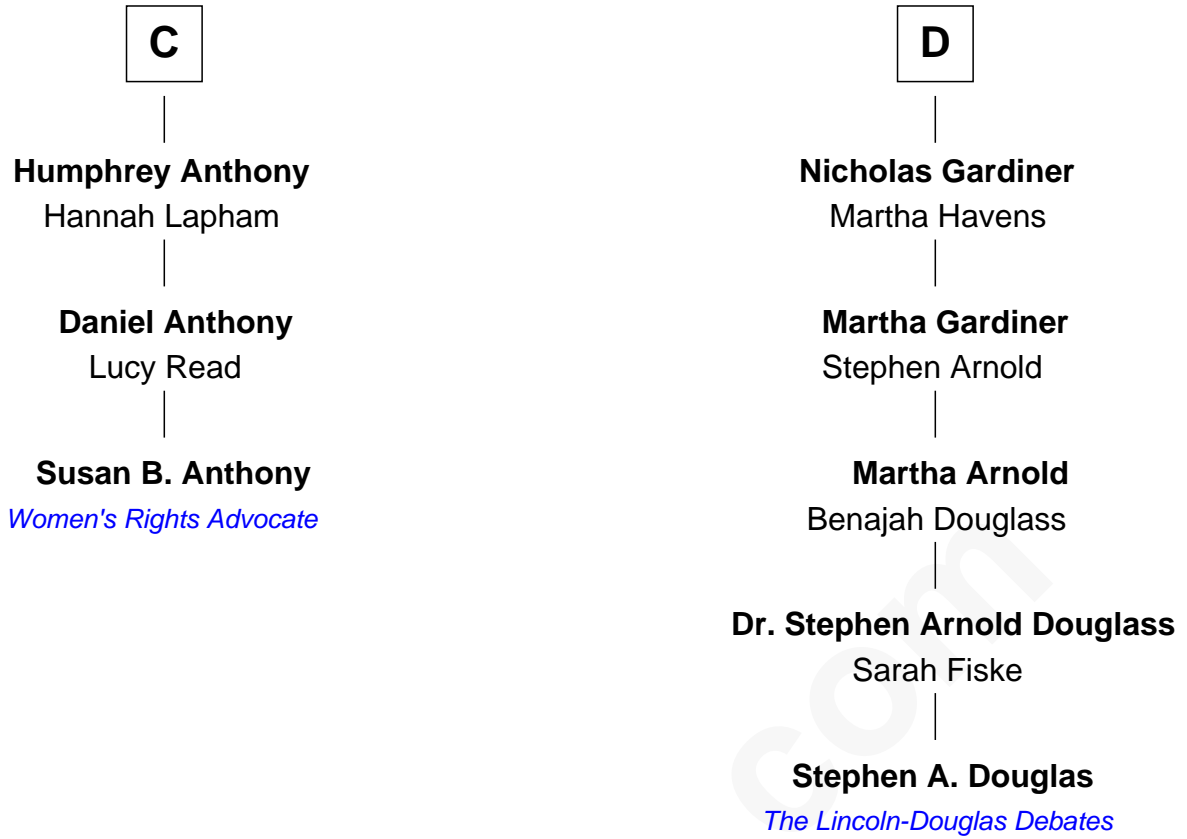 C
Humphrey Anthony
Hannah Lapham
Daniel Anthony
Lucy Read
Susan B. Anthony
Women's Rights Advocate
D
Nicholas Gardiner
Martha Havens
Martha Gardiner
Stephen Arnold
Martha Arnold
Benajah Douglass
Dr. Stephen Arnold Douglass
Sarah Fiske
Stephen A. Douglas
The Lincoln-Douglas Debates
com